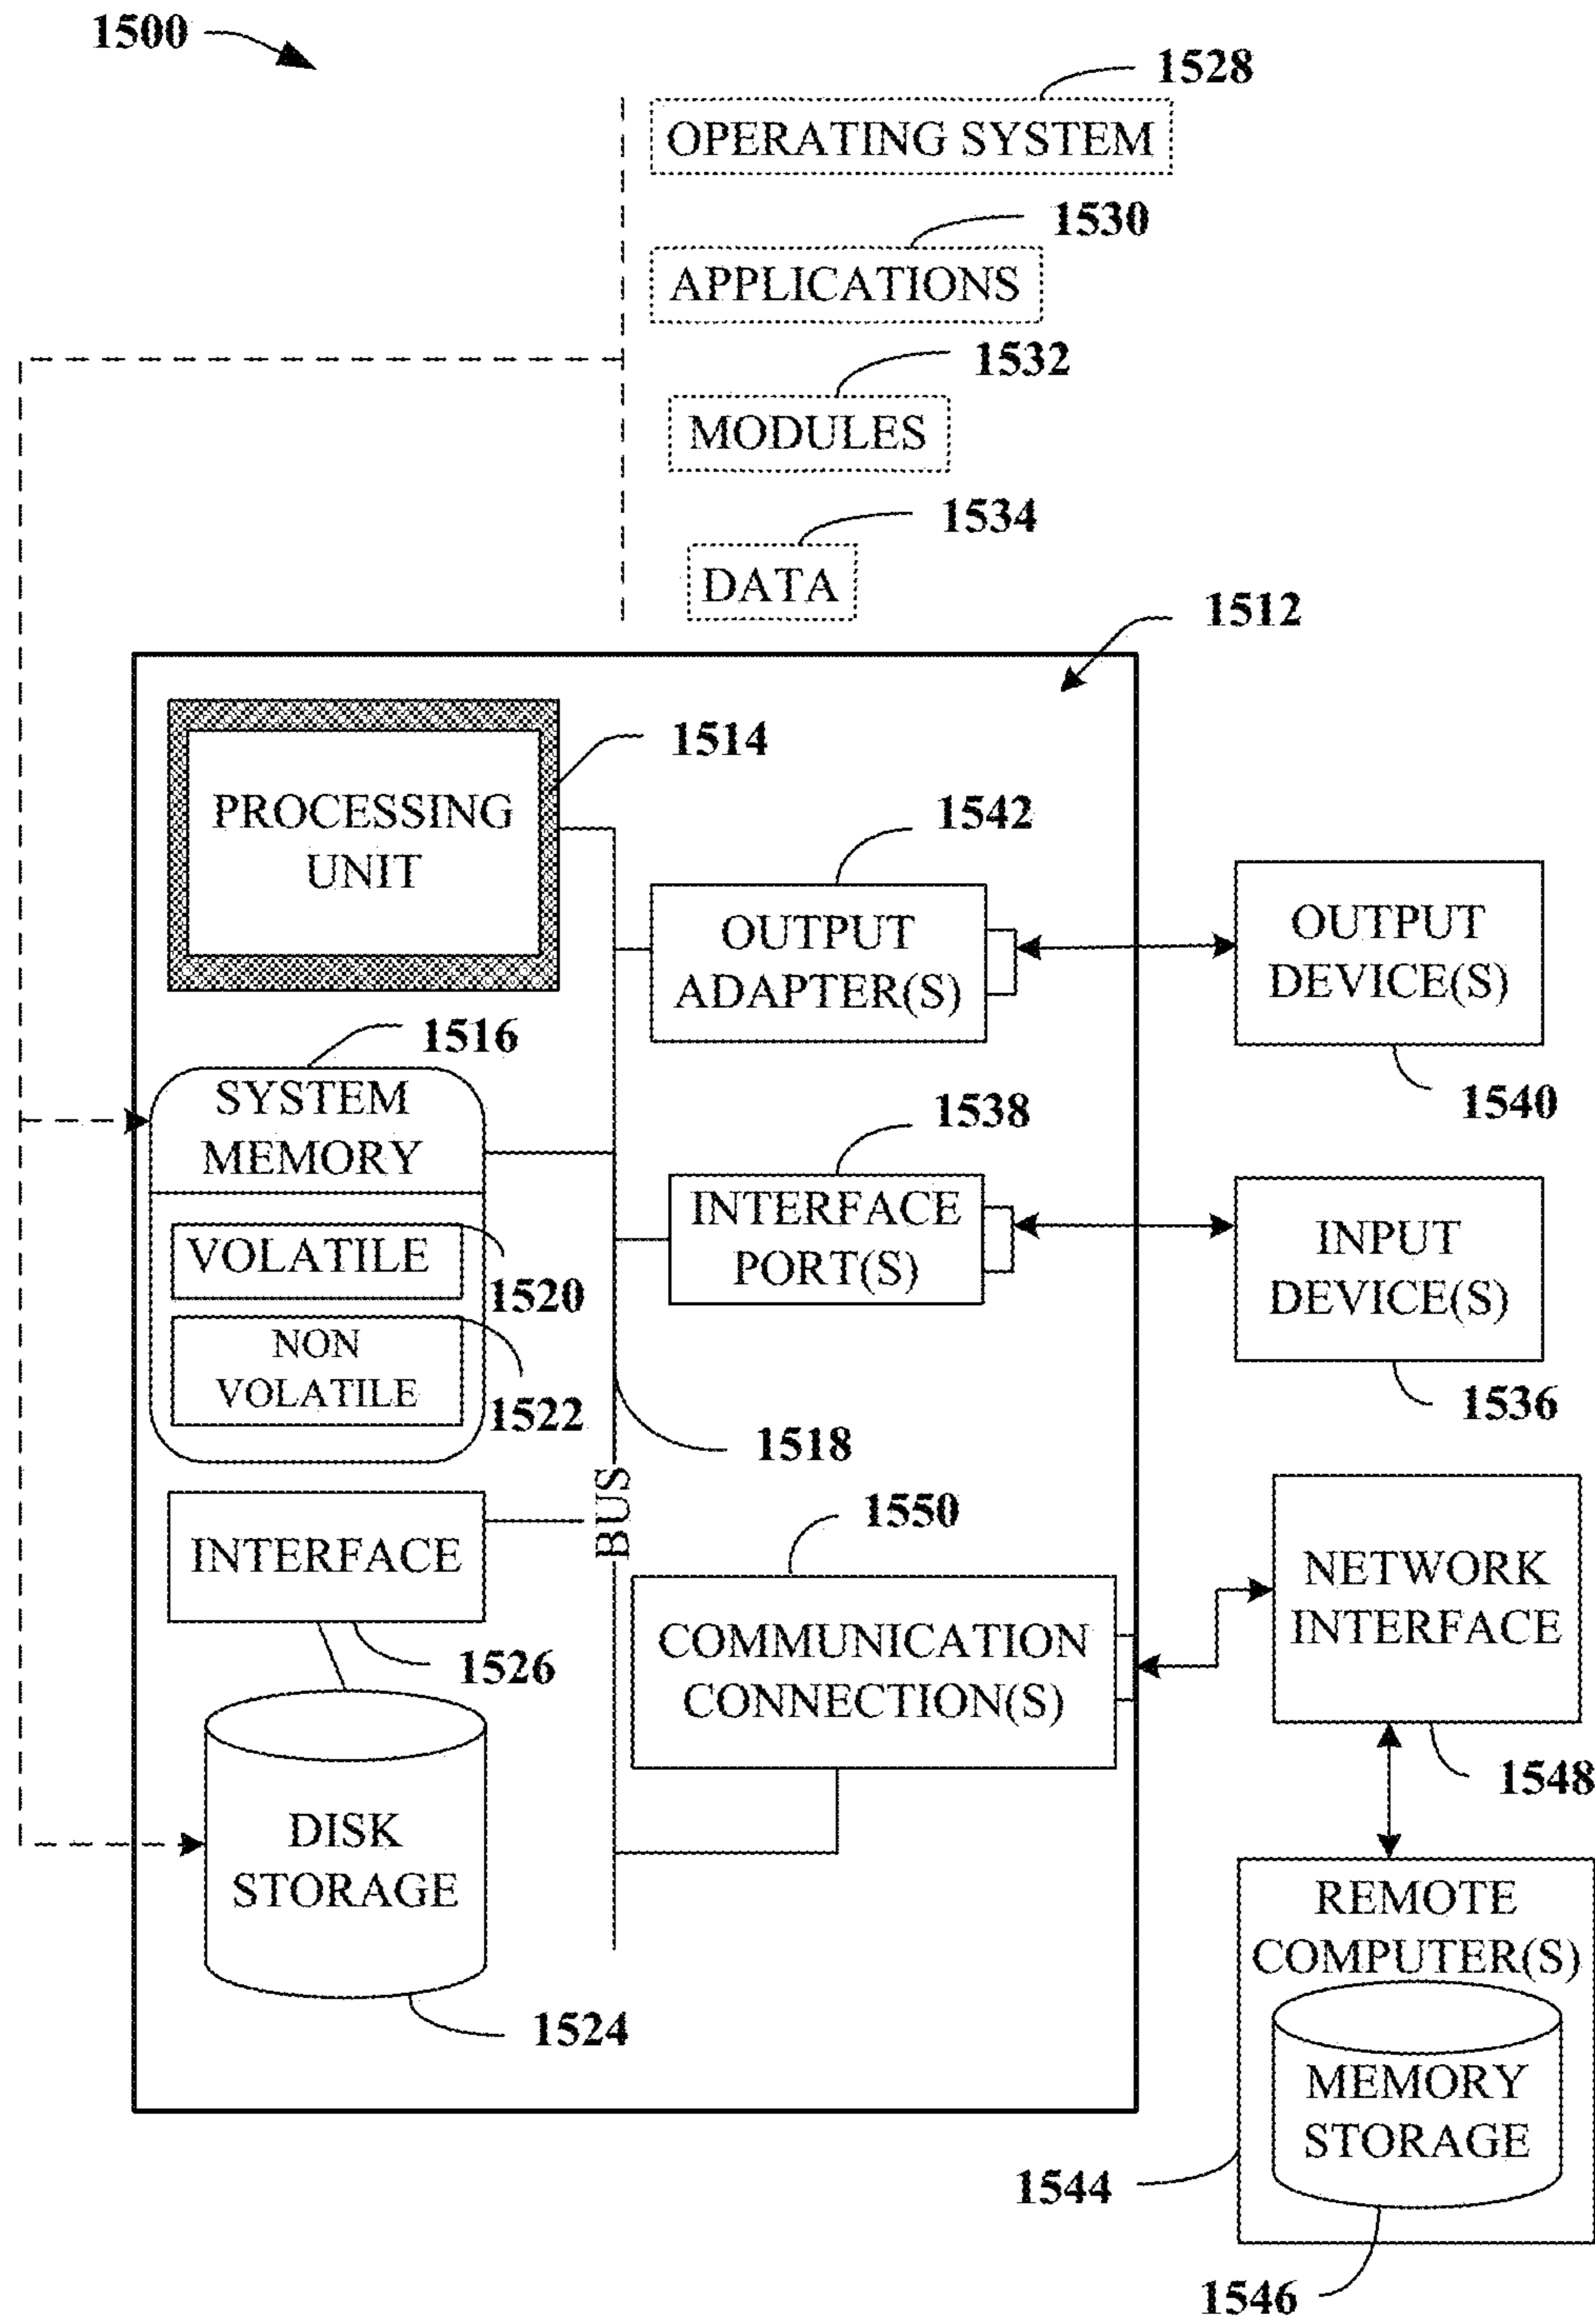 1500
1528
OPERATING SYSTEM
1530
APPLICATIONS
1532
MODULES
1534
DATA
1512
1514
PROCESSING
UNIT
1542
OUTPUT
ADAPTER(S)
OUTPUT
DEVICE(S)
1540
1516
SYSTEM
MEMORY
VOLATILE
1520
NON
VOLATILE
1522
1538
INTERFACE
PORT(S)
INPUT
DEVICE(S)
1536
1518
BUS
INTERFACE
1526
1550
COMMUNICATION
CONNECTION(S)
NETWORK
INTERFACE
1548
DISK
STORAGE
1524
REMOTE
COMPUTER(S)
MEMORY
STORAGE
1544
1546